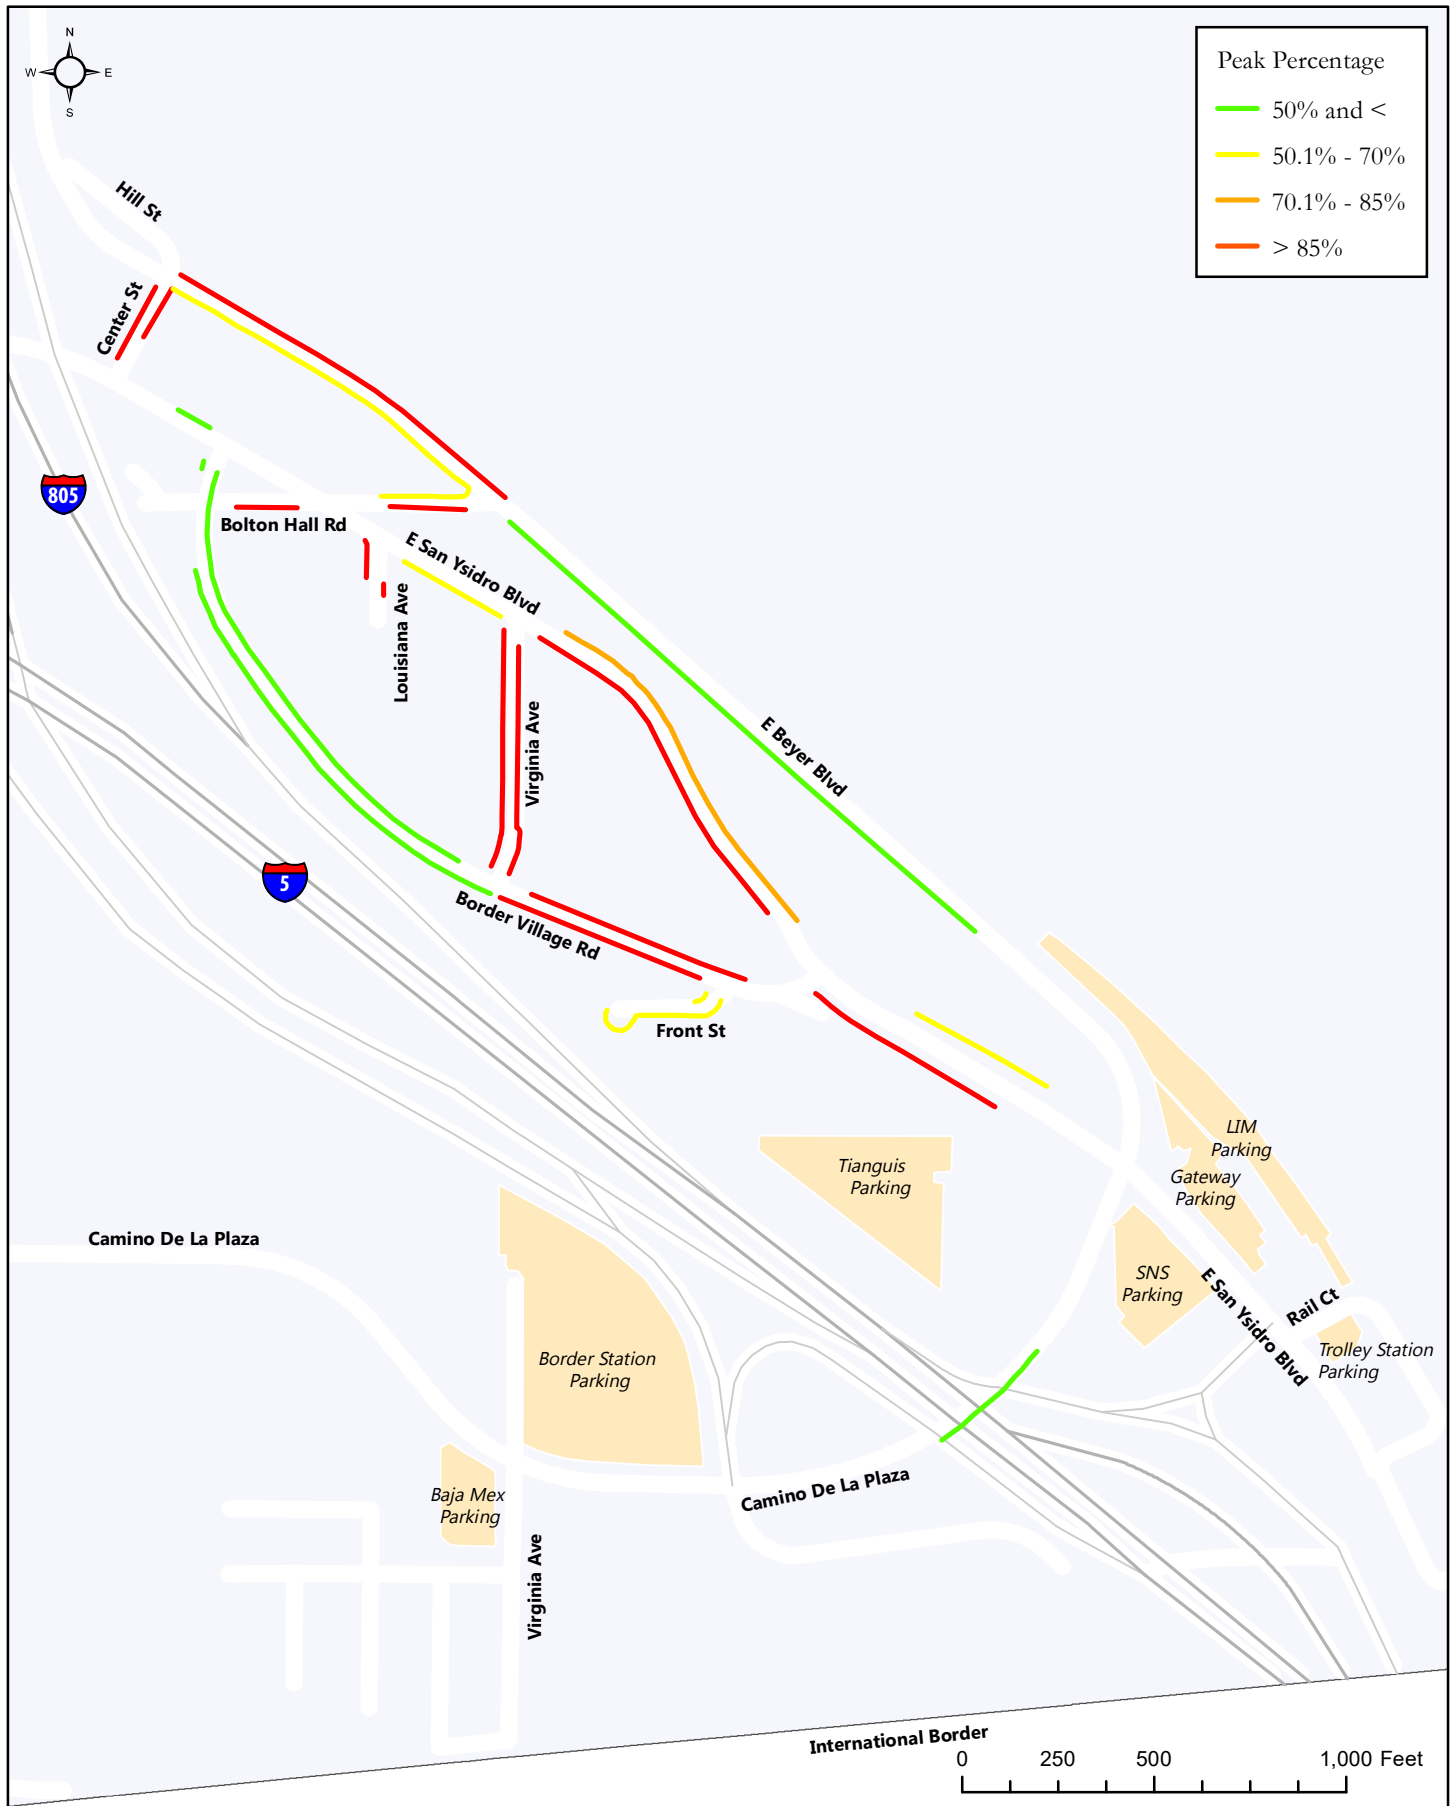 N
W E
S
Peak Percentage
50% and <
50.1% - 70%
70.1% - 85%
> 85%
Hill St
Center St
805
Bolton Hall Rd
E San Ysidro Blvd
Louisiana Ave
Virginia Ave
E Beyer Blvd
5
Border Village Rd
Front St
LIM
Parking
Tianguis
Parking
Gateway
Parking
Camino De La Plaza
SNS
Parking
E San Ysidro Blvd
Rail Ct
Trolley Station
Parking
Border Station
Parking
Baja Mex
Parking
Camino De La Plaza
Virginia Ave
International Border
0 250 500 1,000 Feet